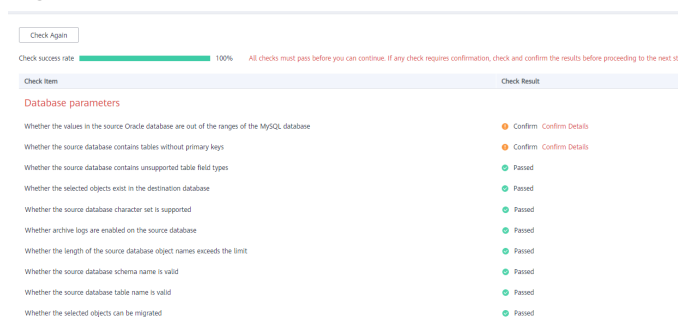 Check Again
Check success rate 100% All checks must pass before you can continue. If any check requires confirmation, check and confirm the results before proceeding to the next st
Check Item Check Result
Database parameters
Whether the values in the source Oracle database are out of the ranges of the MySQL database Confirm Confirm Details
Whether the source database contains tables without primary keys Confirm Confirm Details
Whether the source database contains unsupported table field types Passed
Whether the selected objects exist in the destination database Passed
Whether the source database character set is supported Passed
Whether archive logs are enabled on the source database Passed
Whether the length of the source database object names exceeds the limit Passed
Whether the source database schema name is valid Passed
Whether the source database table name is valid Passed
Whether the selected objects can be migrated Passed